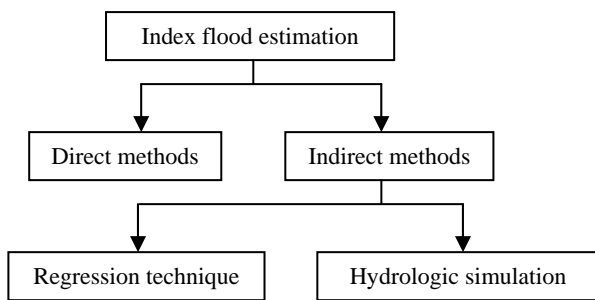 Index flood estimation
Direct methods
Indirect methods
Regression technique
Hydrologic simulation